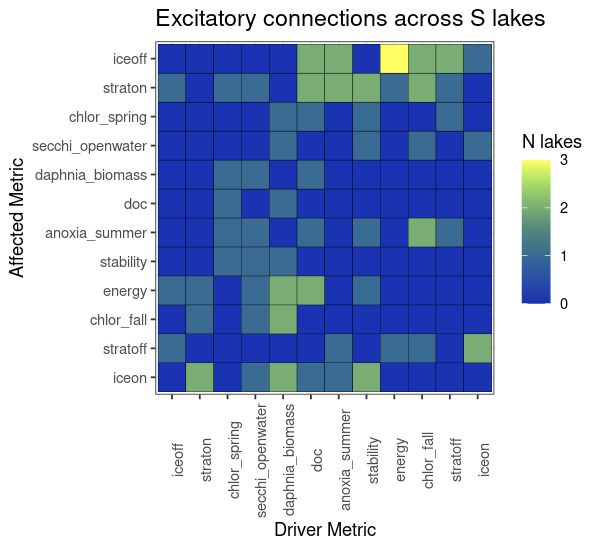 Excitatory connections across S lakes
Affected Metric
iceoff
straton
chlor_spring
secchi_openwater
daphnia_biomass
doc
anoxia_summer
stability
energy
chlor_fall
stratoff
iceon
iceoff
straton
chlor_spring
secchi_openwater
daphnia_biomass
doc
anoxia_summer
stability
energy
chlor_fall
stratoff
iceon
Driver Metric
N lakes
3
2
1
0